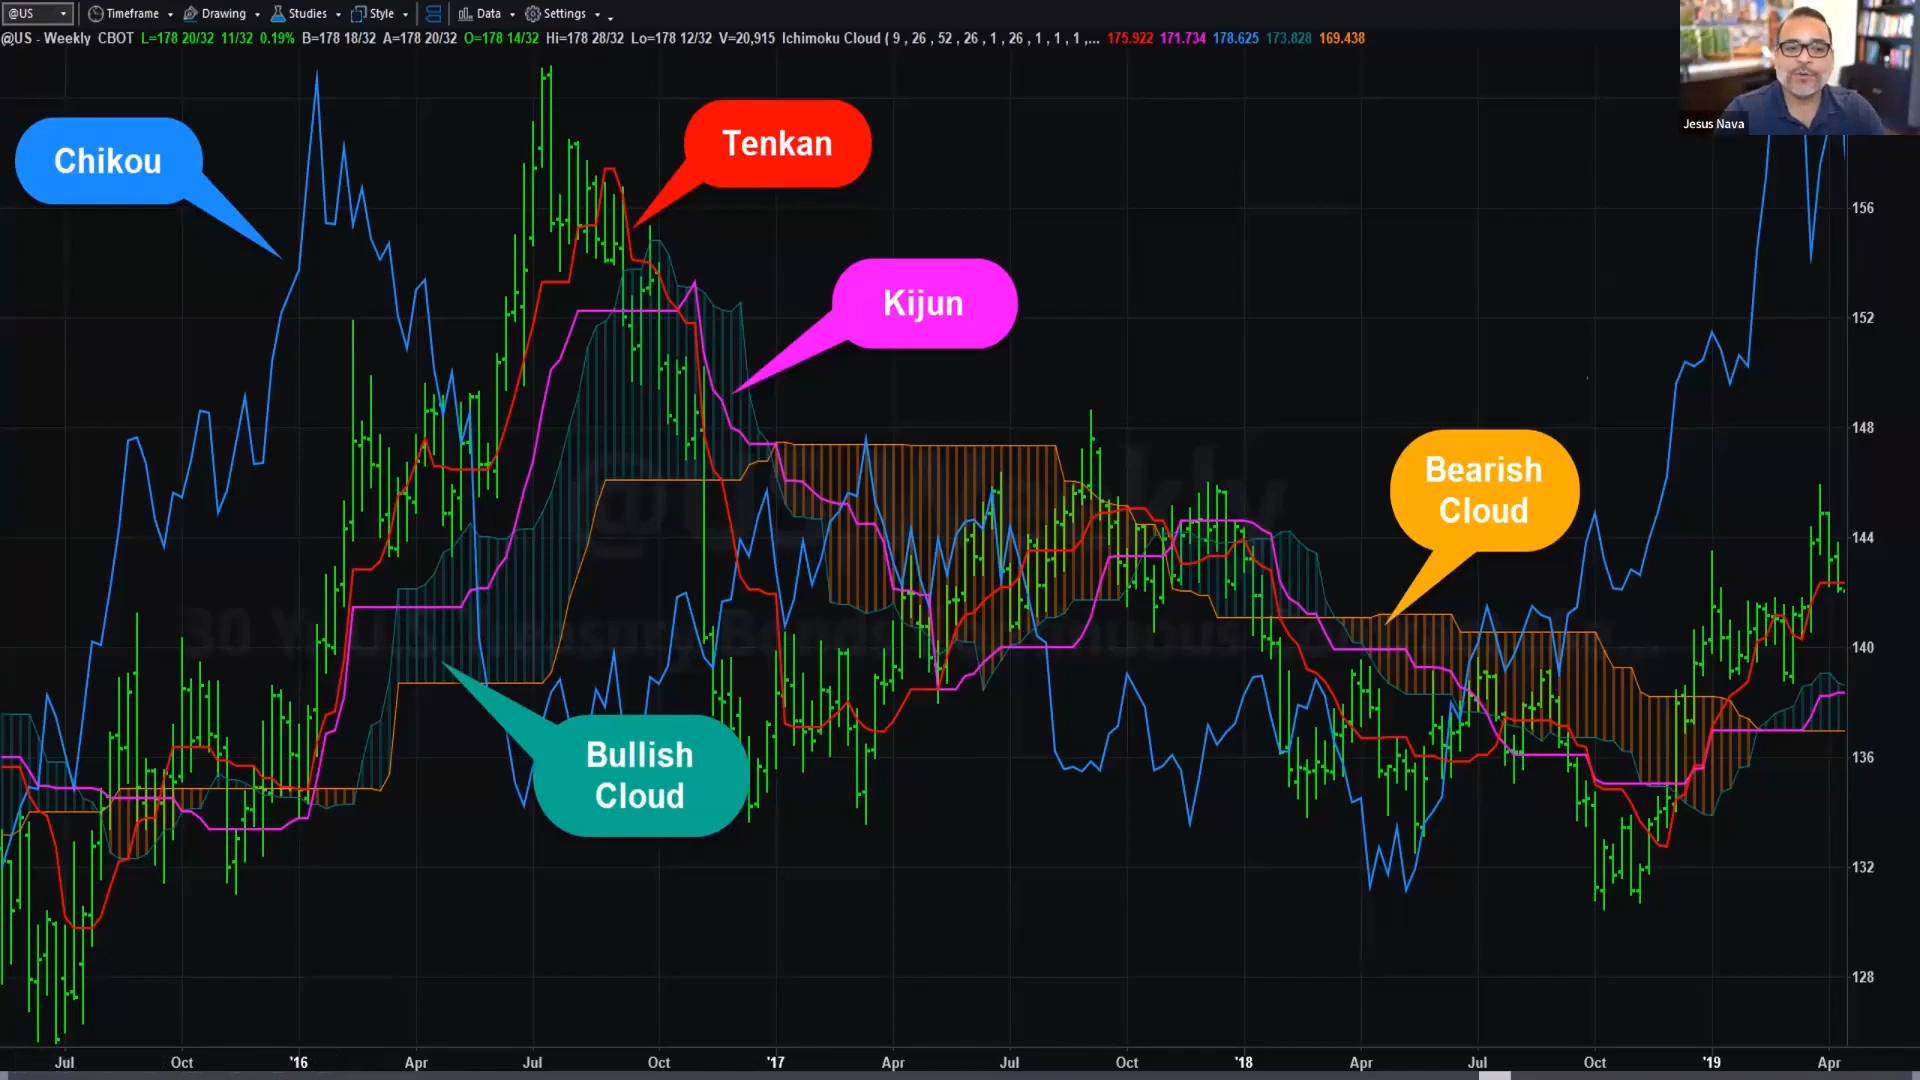 @US Timeframe Drawing Studies Style Data Settings
@US - Weekly CBOT L=178 20/32 11/32 0.19% B=178 18/32 A=178 20/32 O=178 14/32 Hi=178 28/32 Lo=178 12/32 V=20,915 Ichimoku Cloud ( 9 , 26 , 52 , 26 , 1 , 26 , 1 , 1 , 1 ,... 175.922 171.734 178.625 173.828 169.438
Jesus Nava
Tenkan
Chikou
Kijun
Bearish
Cloud
Bullish
Cloud
156
152
148
144
140
136
132
128
Jul Oct '16 Apr Jul Oct '17 Apr Jul Oct '18 Apr Jul Oct '19 Apr